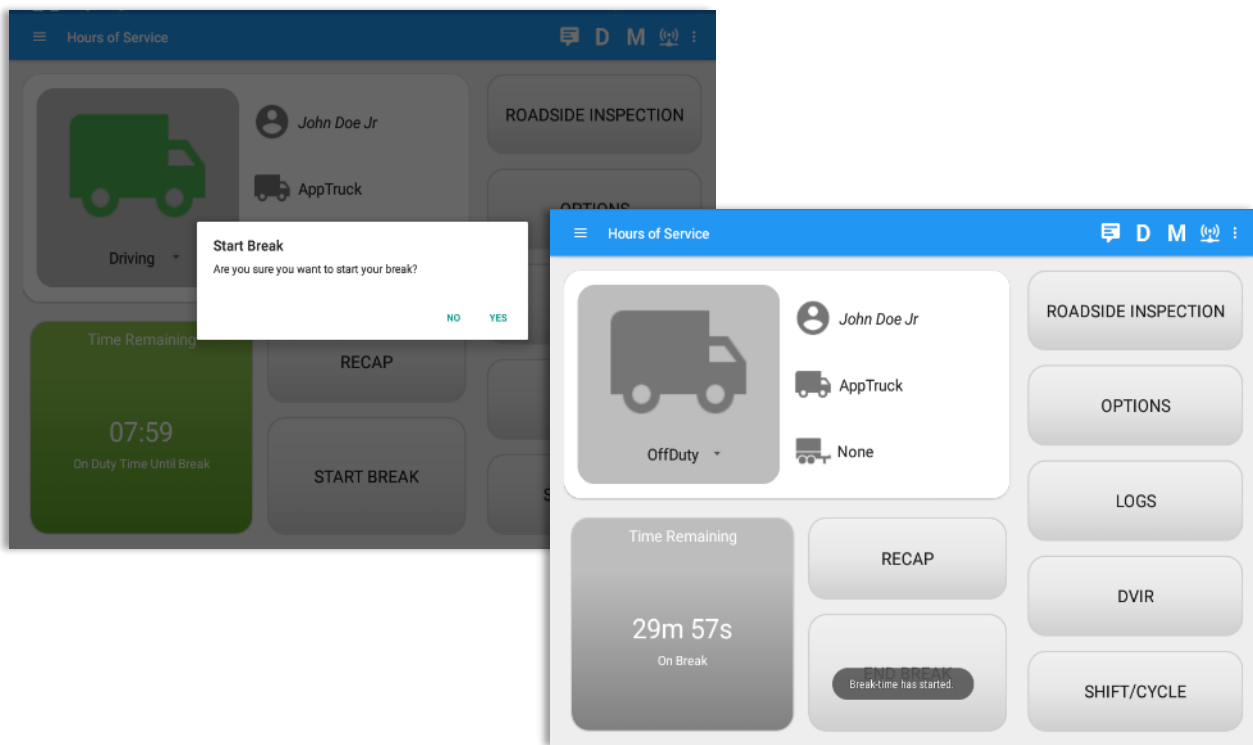 Hours of Service
D M
John Doe Jr
AppTruck
Driving
ROADSIDE INSPECTION
OPTIONS
Start Break
Are you sure you want to start your break?
NO YES
Time Remaining
07:59
On Duty Time Until Break
RECAP
START BREAK
S
Hours of Service
D M
John Doe Jr
AppTruck
None
OffDuty
Time Remaining
29m 57s
On Break
RECAP
END BREAK
Break-time has started.
ROADSIDE INSPECTION
OPTIONS
LOGS
DVIR
SHIFT/CYCLE